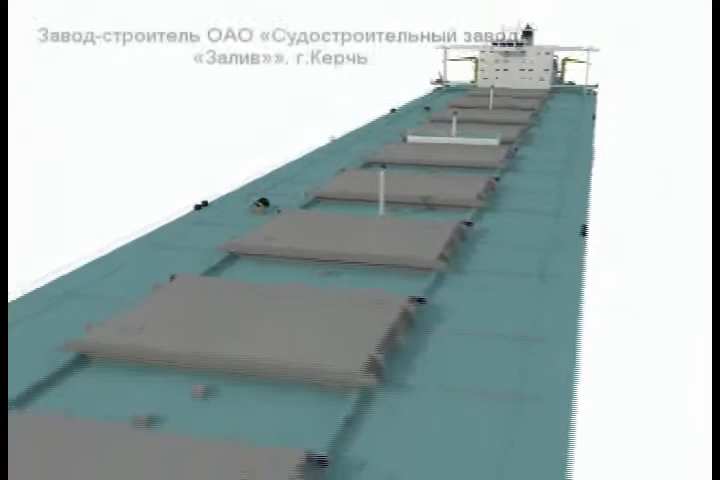 Завод-строитель ОАО «Судостроительный завод
«Залив»». г.Керчь